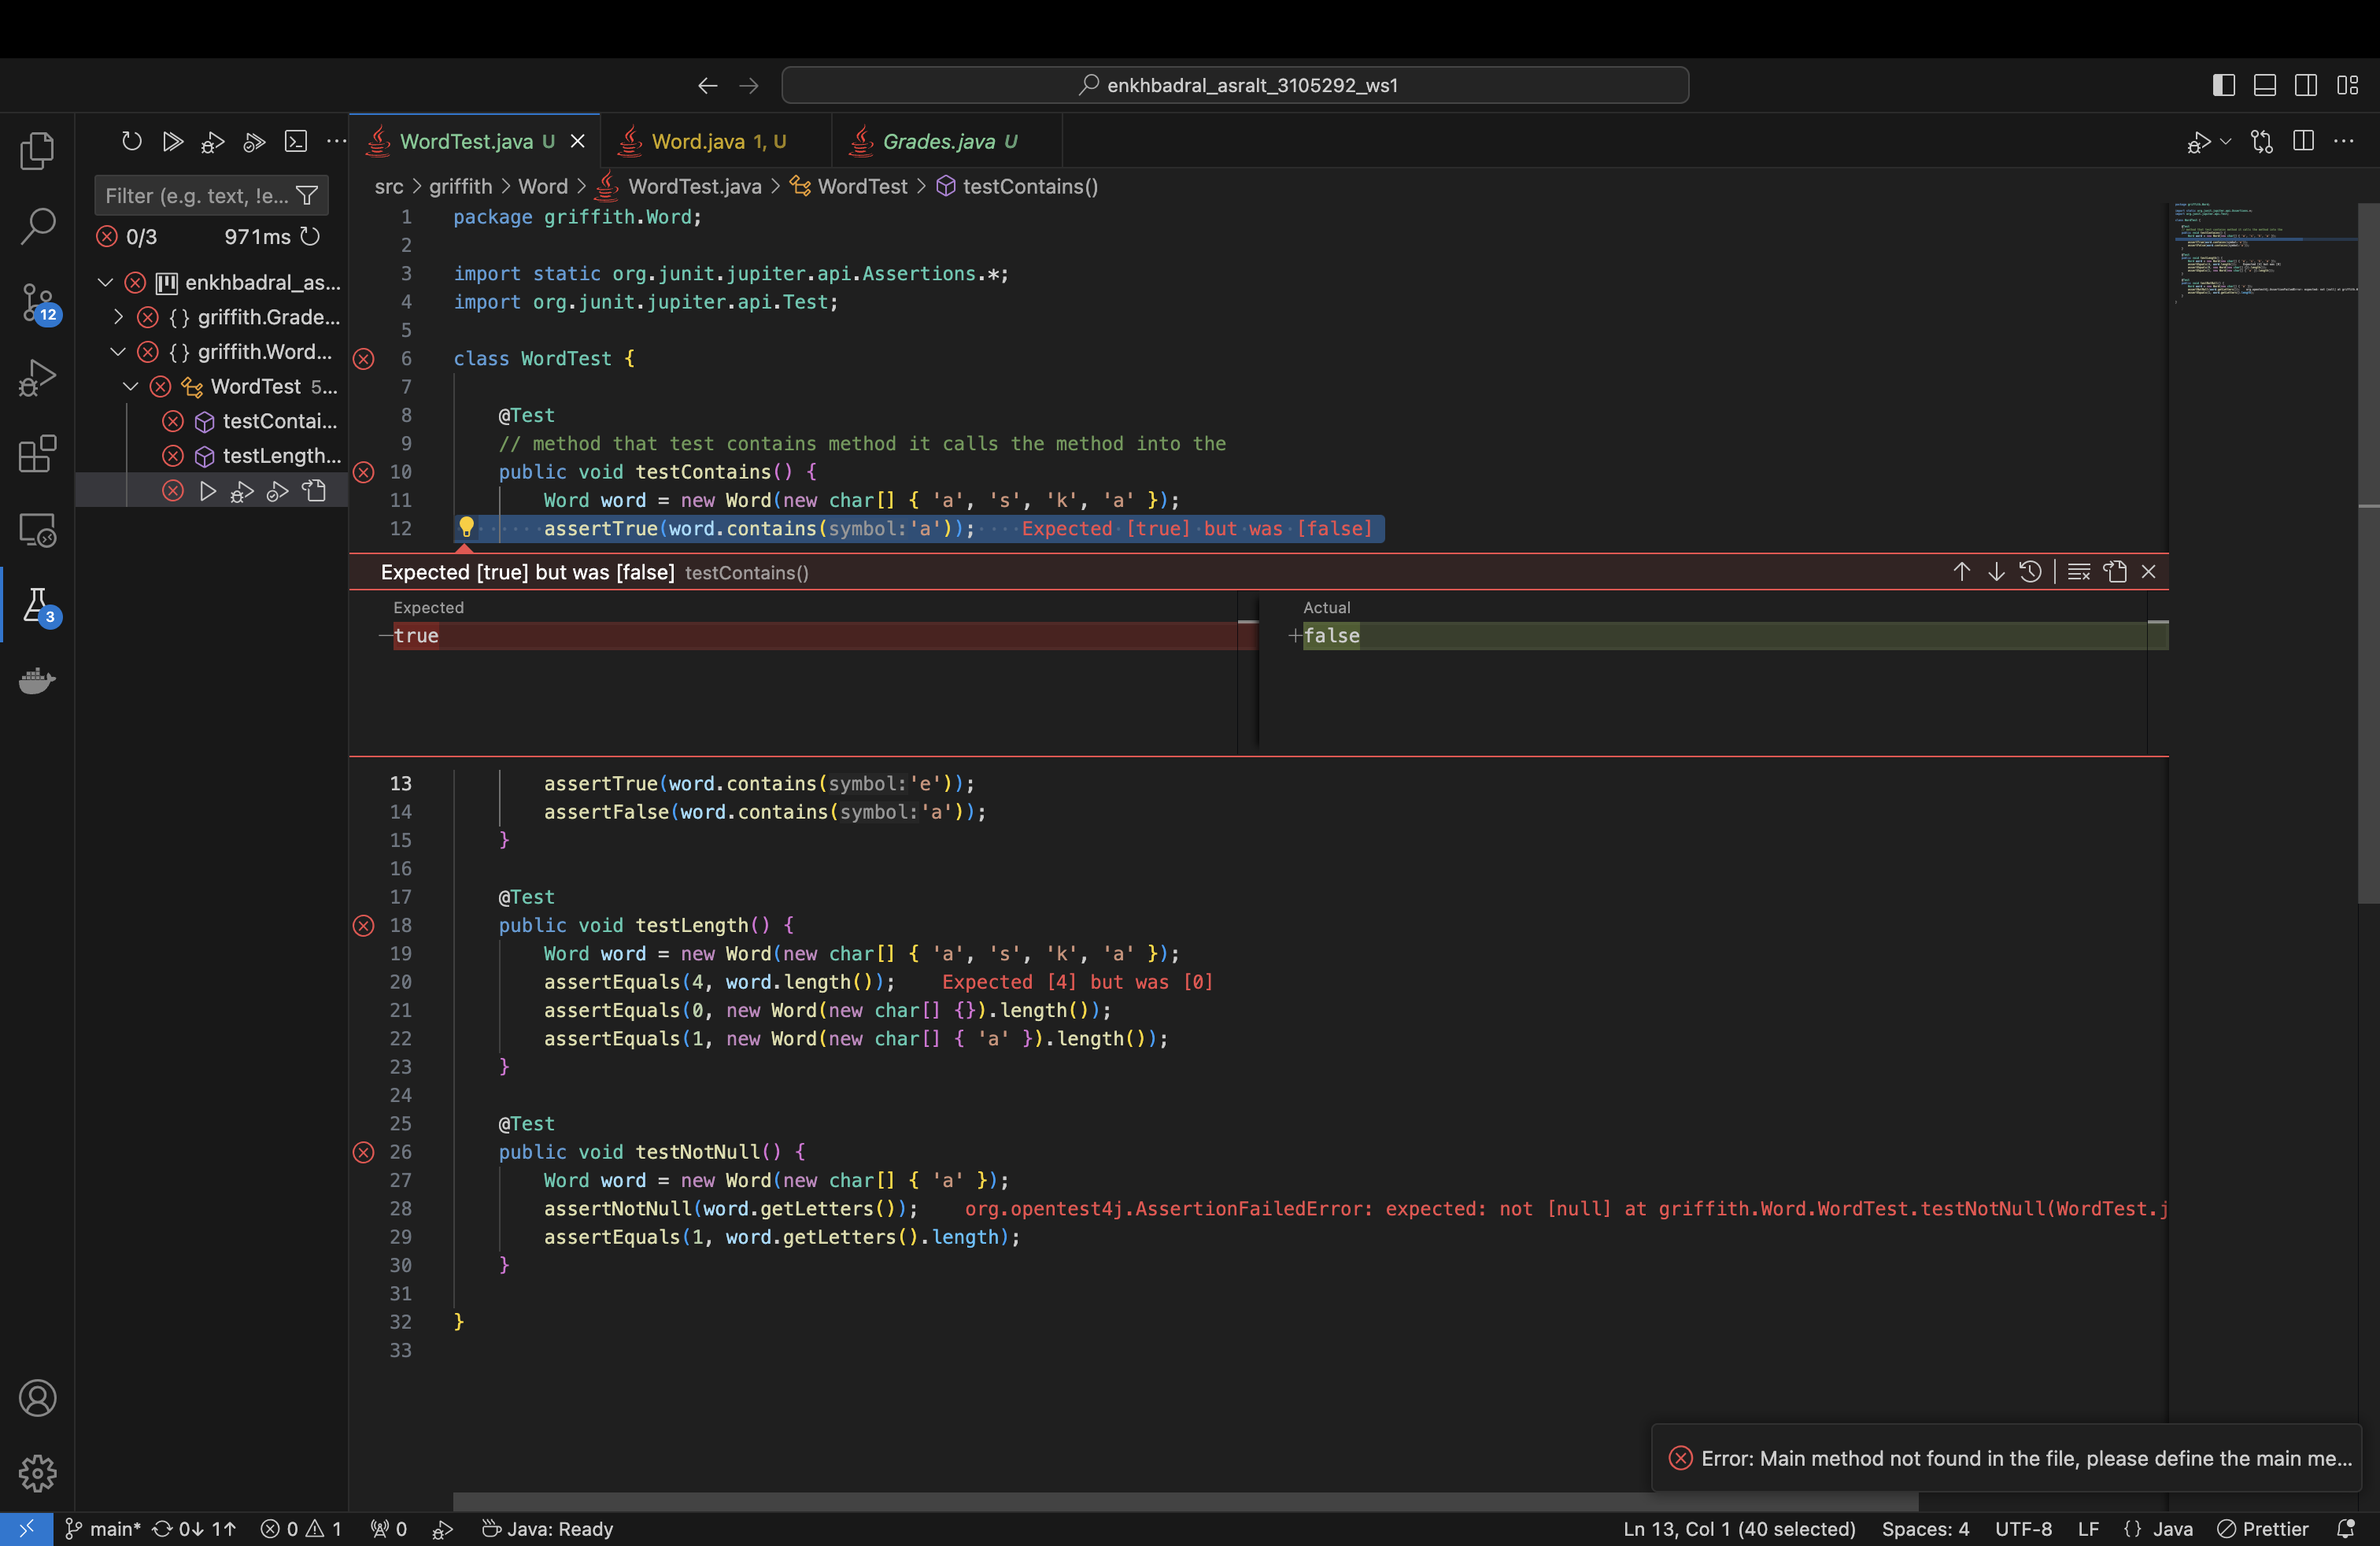 enkhbadral_asralt_3105292_ws1
WordTest.java U
Word.java 1, U
Grades.java U
Filter (e.g. text, !e...
0/3 971ms
enkhbadral_as...
griffith.Grade...
griffith.Word...
WordTest 5...
testContai...
testLength...
12
3
src > griffith > Word > WordTest.java > WordTest > testContains()
1 package griffith.Word;
2
3 import static org.junit.jupiter.api.Assertions.*;
4 import org.junit.jupiter.api.Test;
5
6 class WordTest {
7
8 @Test
9 // method that test contains method it calls the method into the
10 public void testContains() {
11 Word word = new Word(new char[] { 'a', 's', 'k', 'a' });
12 assertTrue(word.contains(symbol:'a')); Expected [true] but was [false]
Expected [true] but was [false] testContains()
Expected Actual
—true +false
13 assertTrue(word.contains(symbol:'e'));
14 assertFalse(word.contains(symbol:'a'));
15 }
16
17 @Test
18 public void testLength() {
19 Word word = new Word(new char[] { 'a', 's', 'k', 'a' });
20 assertEquals(4, word.length()); Expected [4] but was [0]
21 assertEquals(0, new Word(new char[] {}).length());
22 assertEquals(1, new Word(new char[] { 'a' }).length());
23 }
24
25 @Test
26 public void testNotNull() {
27 Word word = new Word(new char[] { 'a' });
28 assertNotNull(word.getLetters()); org.opentest4j.AssertionFailedError: expected: not [null] at griffith.Word.WordTest.testNotNull(WordTest.j
29 assertEquals(1, word.getLetters().length);
30 }
31
32 }
33
Error: Main method not found in the file, please define the main me...
main* 0↓ 1↑ 0 1 0 Java: Ready
Ln 13, Col 1 (40 selected) Spaces: 4 UTF-8 LF {} Java Prettier